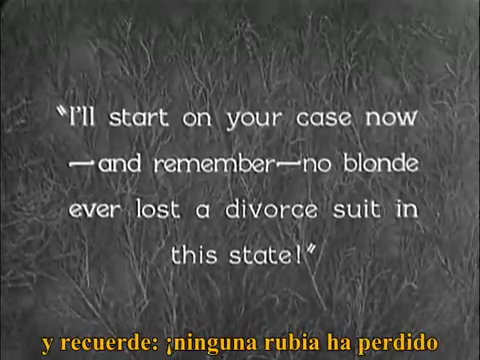 "I'll start on your case now
—and remember—no blonde
ever lost a divorce suit in
this state!"
y recuerde: ¡ninguna rubia ha perdido